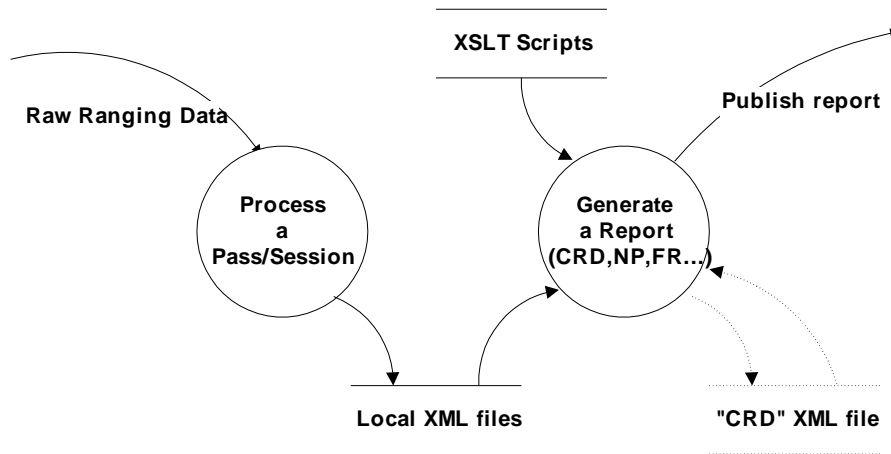 XSLT Scripts
Raw Ranging Data
Publish report
Process
a
Pass/Session
Generate
a Report
(CRD,NP,FR...)
Local XML files
"CRD" XML file